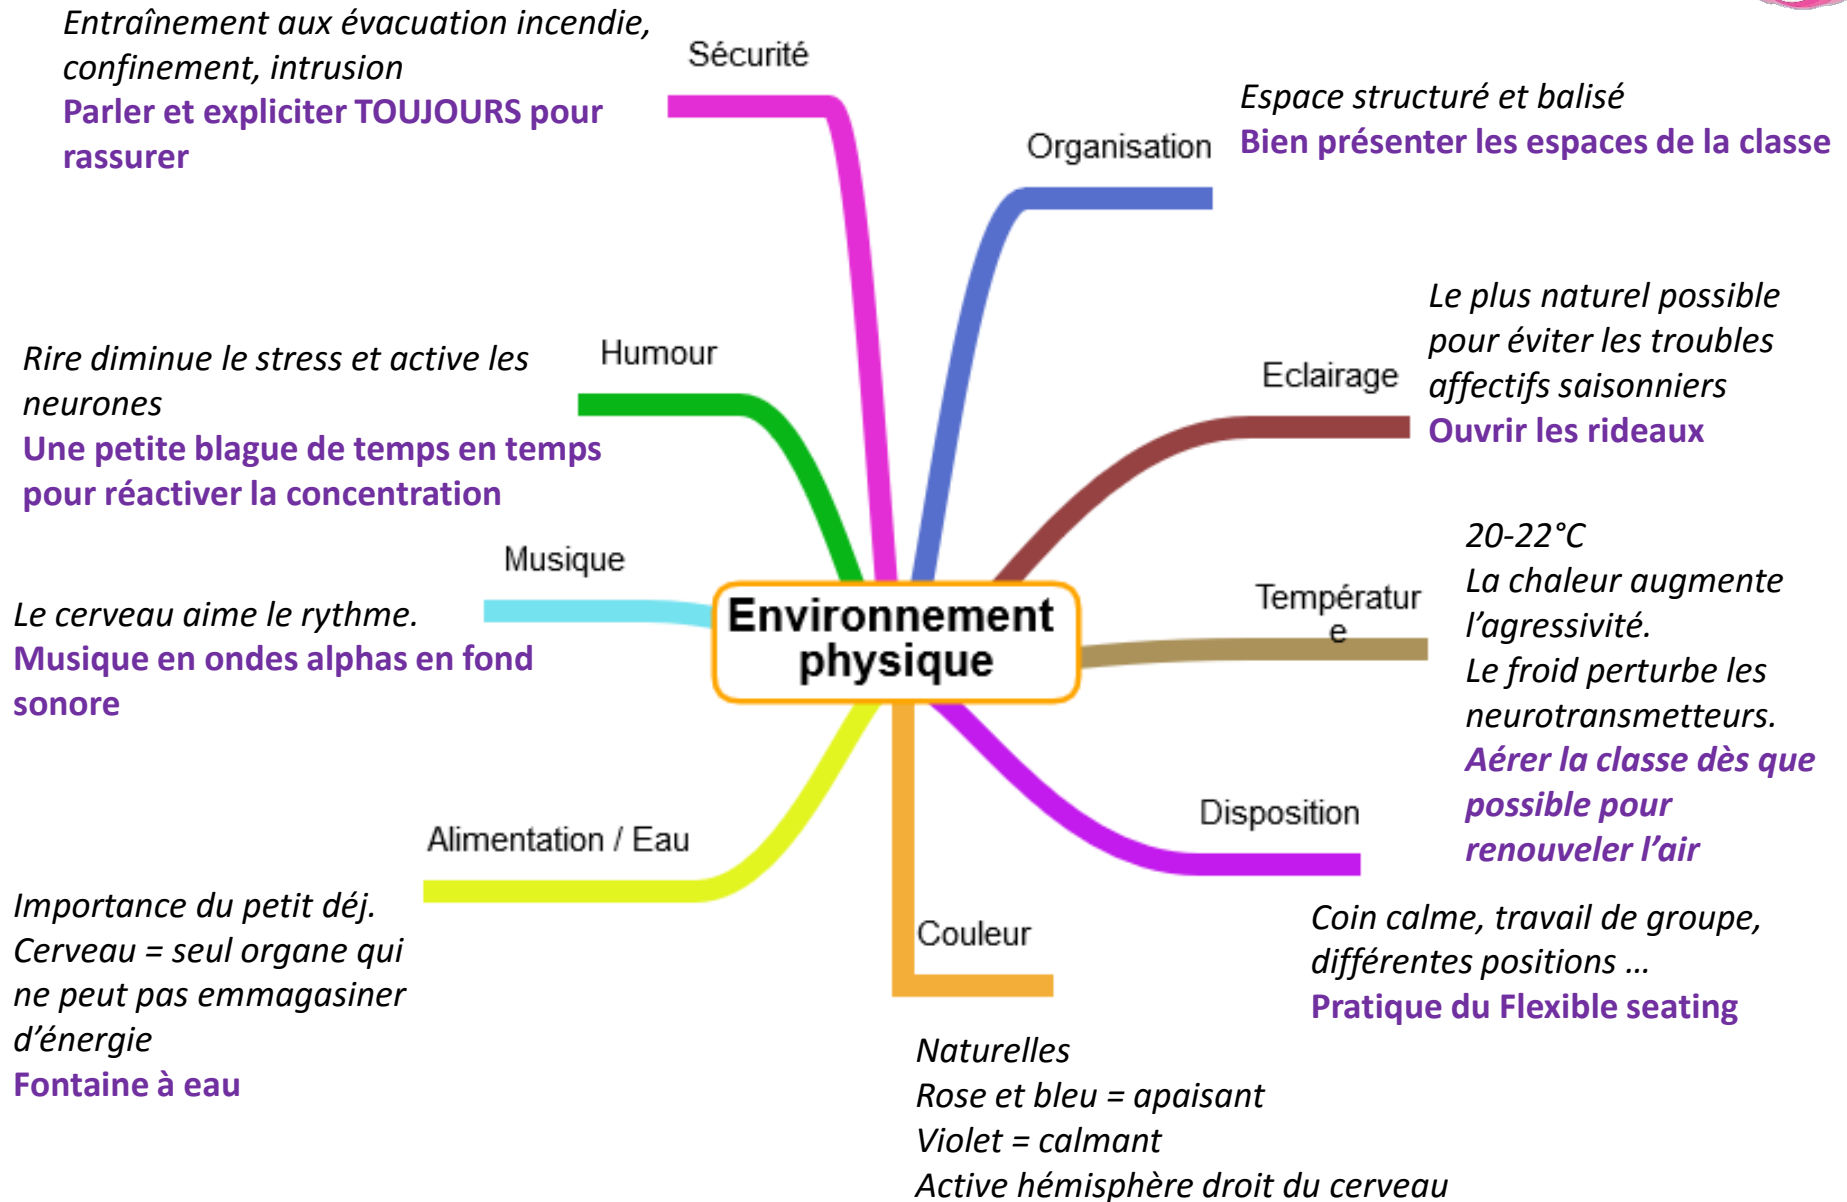 Entraînement aux évacuation incendie,
confinement, intrusion
Parler et expliciter TOUJOURS pour
rassurer
Sécurité
Organisation
Espace structuré et balisé
Bien présenter les espaces de la classe
Rire diminue le stress et active les
neurones
Une petite blague de temps en temps
pour réactiver la concentration
Humour
Eclairage
Le plus naturel possible
pour éviter les troubles
affectifs saisonniers
Ouvrir les rideaux
Musique
Le cerveau aime le rythme.
Musique en ondes alphas en fond
sonore
Environnement
physique
Températur
e
20-22°C
La chaleur augmente
l’agressivité.
Le froid perturbe les
neurotransmetteurs.
Aérer la classe dès que
possible pour
renouveler l’air
Alimentation / Eau
Importance du petit déj.
Cerveau = seul organe qui
ne peut pas emmagasiner
d’énergie
Fontaine à eau
Disposition
Coin calme, travail de groupe,
différentes positions …
Pratique du Flexible seating
Couleur
Naturelles
Rose et bleu = apaisant
Violet = calmant
Active hémisphère droit du cerveau